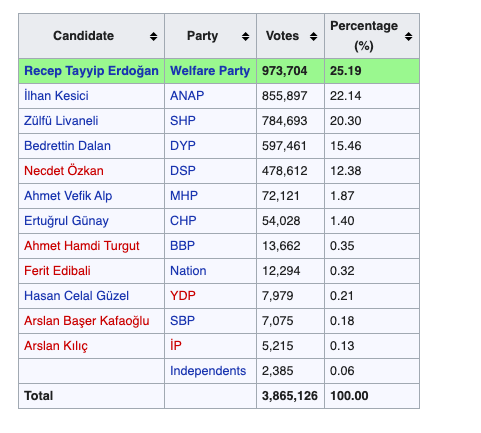 Candidate Party Votes Percentage (%)
Recep Tayyip Erdoğan Welfare Party 973,704 25.19
İlhan Kesici ANAP 855,897 22.14
Zülfü Livaneli SHP 784,693 20.30
Bedrettin Dalan DYP 597,461 15.46
Necdet Özkan DSP 478,612 12.38
Ahmet Vefik Alp MHP 72,121 1.87
Ertuğrul Günay CHP 54,028 1.40
Ahmet Hamdi Turgut BBP 13,662 0.35
Ferit Edibali Nation 12,294 0.32
Hasan Celal Güzel YDP 7,979 0.21
Arslan Başer Kafaoğlu SBP 7,075 0.18
Arslan Kılıç İP 5,215 0.13
Independents 2,385 0.06
Total 3,865,126 100.00